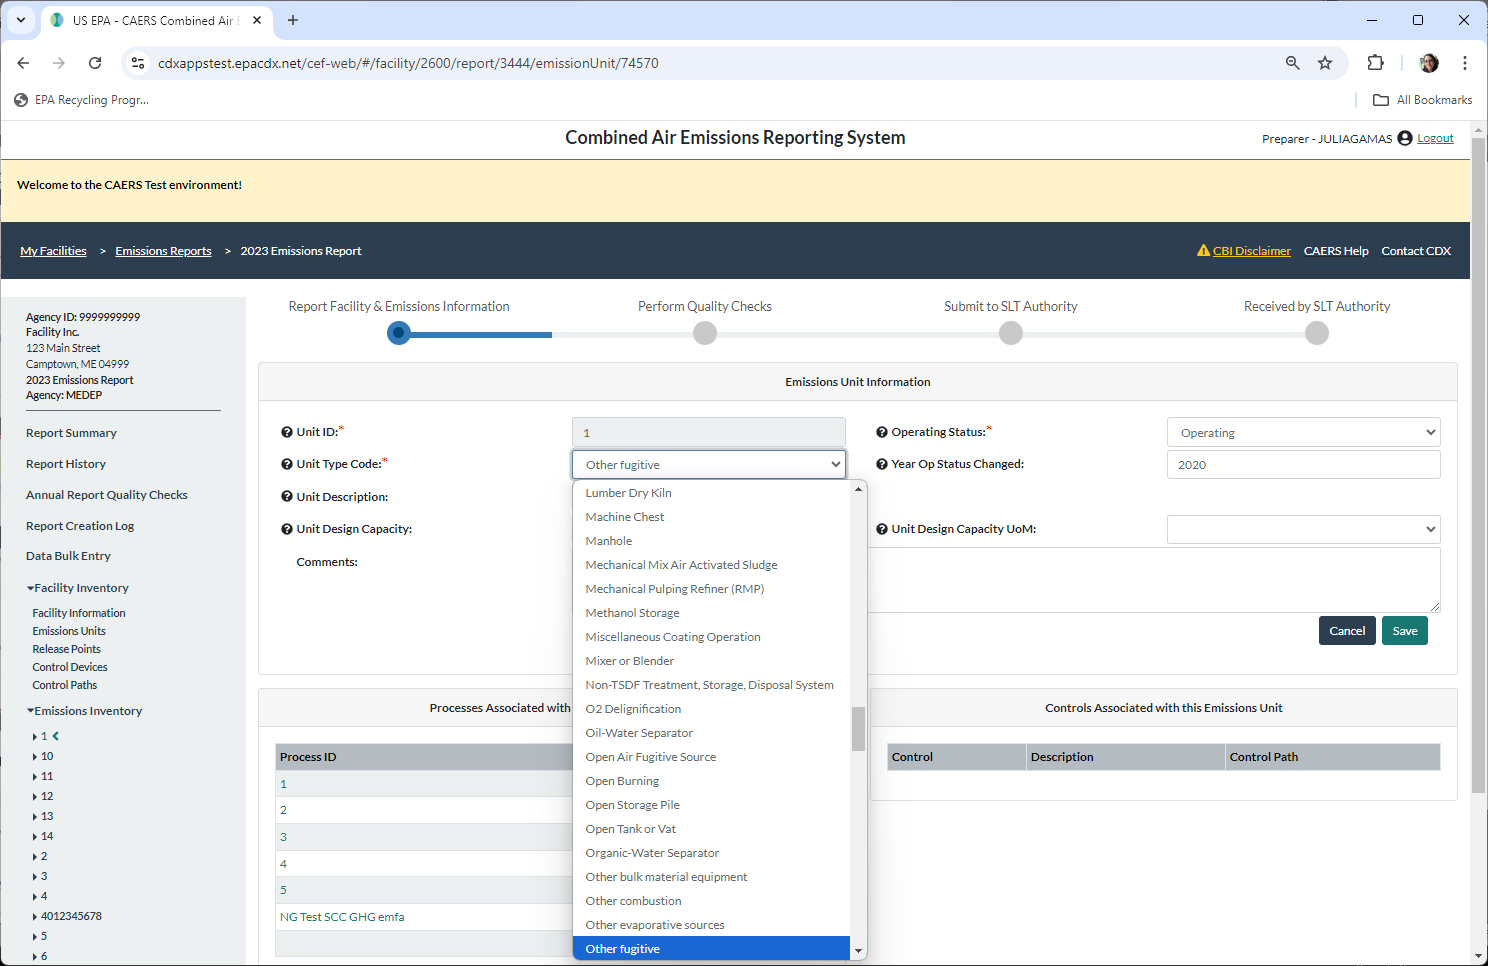 US EPA - CAERS Combined Air E
cdxappstest.epacdx.net/cef-web/#/facility/2600/report/3444/emissionUnit/74570
EPA Recycling Progr...
All Bookmarks
Combined Air Emissions Reporting System
Preparer - JULIAGAMAS
Logout
Welcome to the CAERS Test environment!
My Facilities > Emissions Reports > 2023 Emissions Report
CBI Disclaimer
CAERS Help
Contact CDX
Agency ID: 9999999999
Facility Inc.
123 Main Street
Camptown, ME 04999
2023 Emissions Report
Agency: MEDEP
Report Summary
Report History
Annual Report Quality Checks
Report Creation Log
Data Bulk Entry
Facility Inventory
Facility Information
Emissions Units
Release Points
Control Devices
Control Paths
Emissions Inventory
1
10
11
12
13
14
2
3
4
4012345678
5
6
Report Facility & Emissions Information
Perform Quality Checks
Submit to SLT Authority
Received by SLT Authority
Emissions Unit Information
Unit ID:*
1
Operating Status:*
Operating
Unit Type Code:*
Other fugitive
Year Op Status Changed:
2020
Unit Description:
Unit Design Capacity:
Unit Design Capacity UoM:
Comments:
Cancel
Save
Lumber Dry Kiln
Machine Chest
Manhole
Mechanical Mix Air Activated Sludge
Mechanical Pulping Refiner (RMP)
Methanol Storage
Miscellaneous Coating Operation
Mixer or Blender
Non-TSDF Treatment, Storage, Disposal System
O2 Delignification
Oil-Water Separator
Open Air Fugitive Source
Open Burning
Open Storage Pile
Open Tank or Vat
Organic-Water Separator
Other bulk material equipment
Other combustion
Other evaporative sources
Other fugitive
Processes Associated with
Process ID
1
2
3
4
5
NG Test SCC GHG emfa
Controls Associated with this Emissions Unit
Control
Description
Control Path